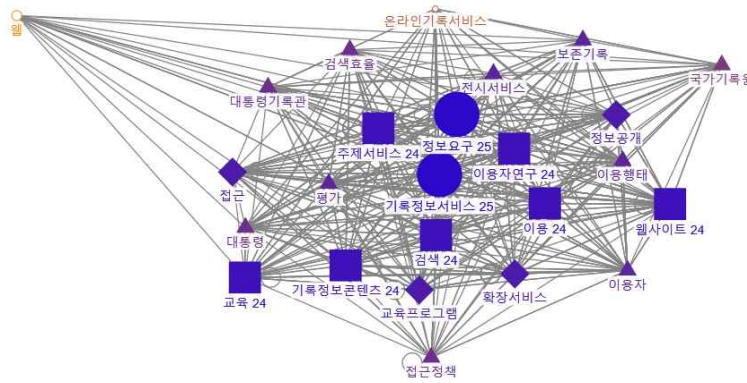 웹
온라인기록서비스
검색효율
보존기록
국가기록원
대통령기록관
전시서비스
주제서비스 24
정보요구 25
이용자연구 24
정보공개
접근
평가
기록정보서비스 25
이용행태
대통령
검색 24
이용 24
웹사이트 24
교육 24
기록정보콘텐츠 24
교육프로그램
확장서비스
이용자
접근정책